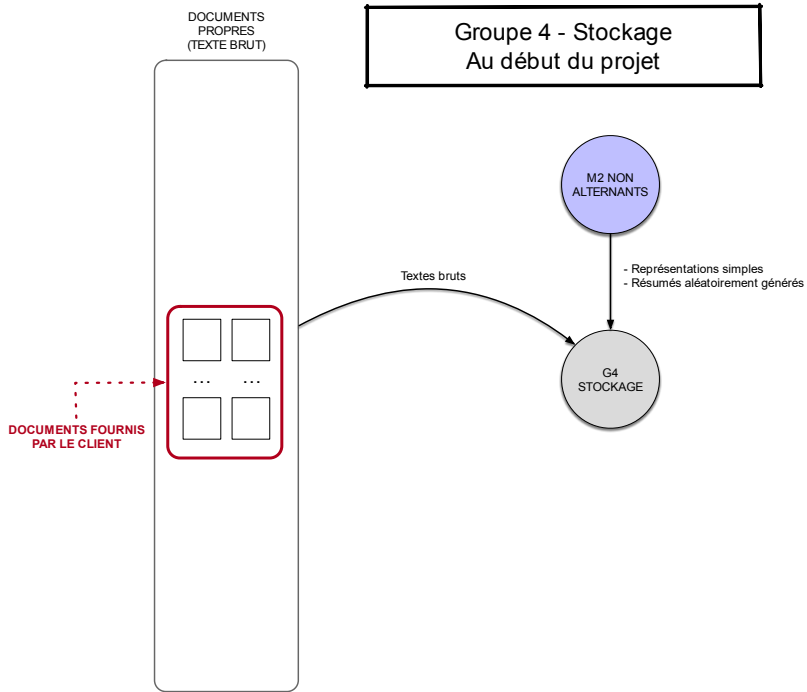 DOCUMENTS
PROPRES
(TEXTE BRUT)
Groupe 4 - Stockage
Au début du projet
M2 NON
ALTERNANTS
- Représentations simples
- Résumés aléatoirement générés
Textes bruts
G4
STOCKAGE
... ...
DOCUMENTS FOURNIS
PAR LE CLIENT